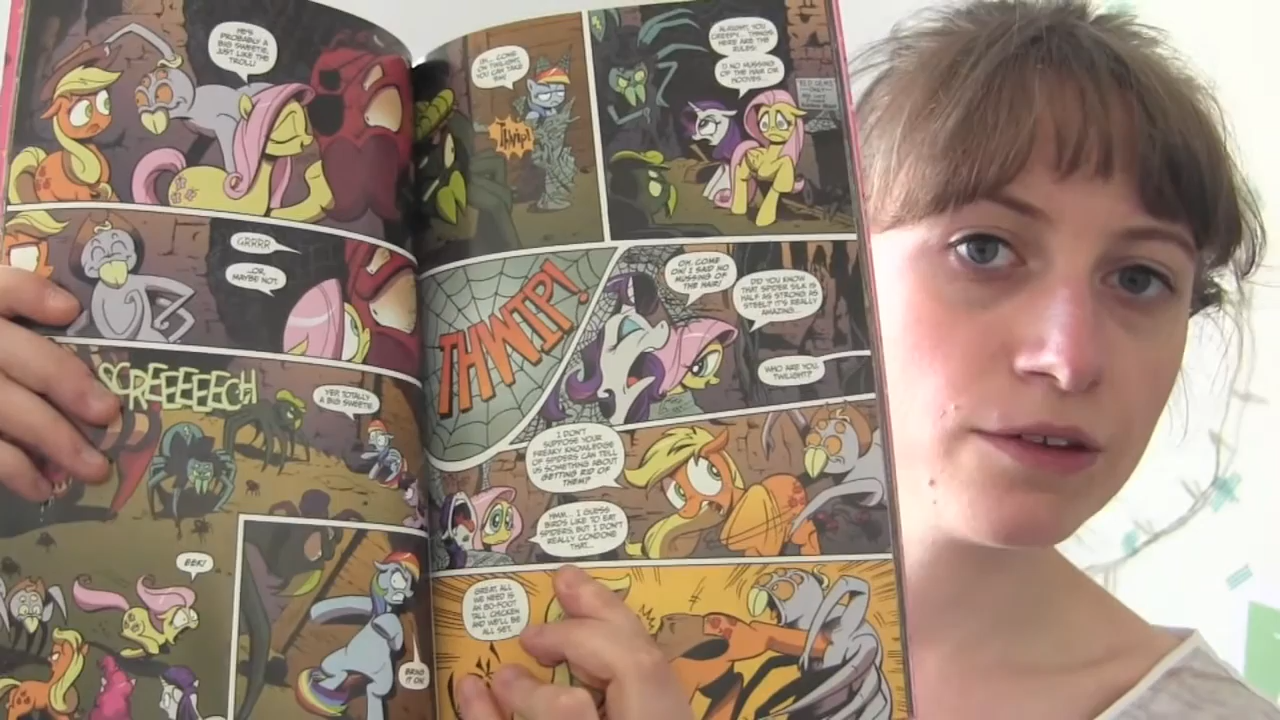 HE'S
PROBABLY A
BIG SWEETIE,
JUST LIKE THE
TROLL!
GRRRR
...OR,
MAYBE NOT.
SCREEEEECH
YEP. TOTALLY
A BIG SWEETIE.
EEK!
BRING
IT ON!
COME
ON TWILIGHT,
YOU CAN TAKE
THWIP!
ALRIGHT, YOU
CREEPY... THINGS
HERE ARE THE
RULES!
NO MUSSING
OF THE HAIR OR
HOOVES...
THWIP!
OH, COME
ON! I SAID NO
MUSSING OF
THE HAIR!
DID YOU KNOW
THAT SPIDER SILK IS
HALF AS STRONG AS
STEEL? IT'S REALLY
AMAZING...
WHO ARE YOU,
TWILIGHT?
I DON'T
SUPPOSE YOUR
FREAKY KNOWLEDGE
OF SPIDERS CAN TELL
US SOMETHING ABOUT
GETTING RID OF
THEM?
HMM... I GUESS
BIRDS LIKE TO EAT
SPIDERS, BUT I DON'T
REALLY CONDONE
THAT...
GREAT, ALL
WE NEED IS
AN 80-FOOT
TALL CHICKEN
AND WE'LL BE
ALL SET.